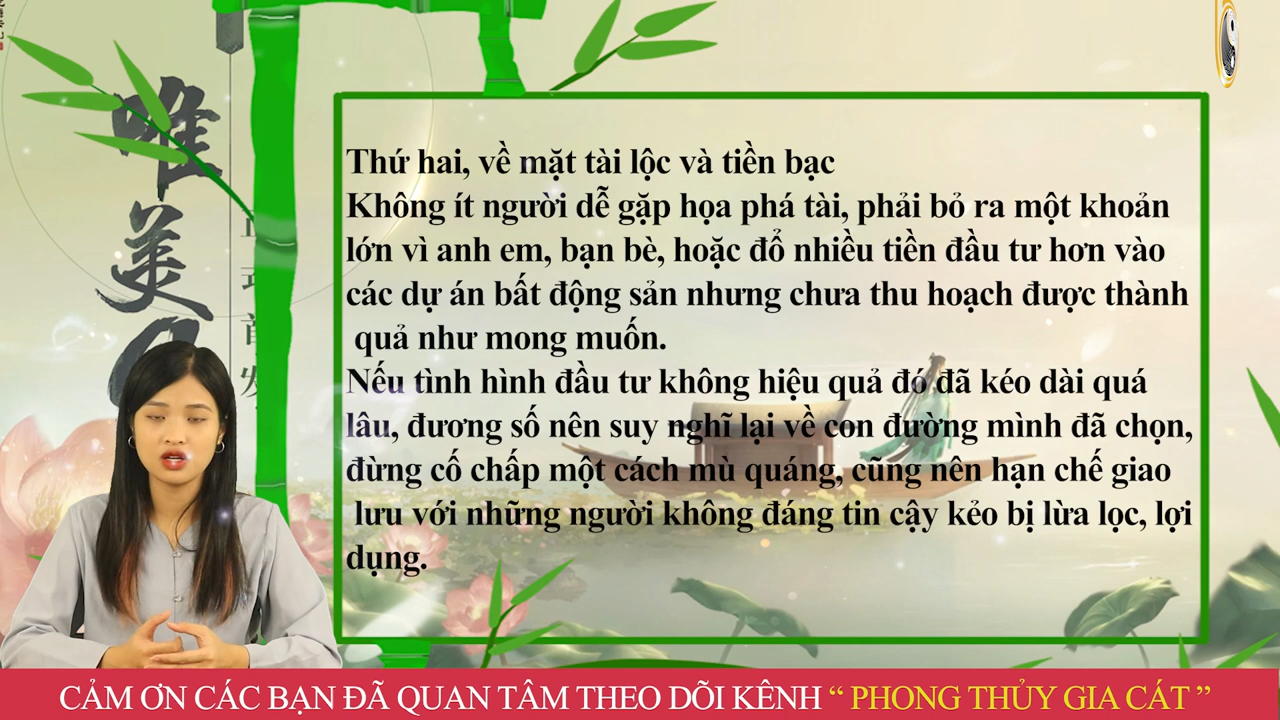 唯
美
Thứ hai, về mặt tài lộc và tiền bạc
Không ít người dễ gặp họa phá tài, phải bỏ ra một khoản
lớn vì anh em, bạn bè, hoặc đổ nhiều tiền đầu tư hơn vào
các dự án bất động sản nhưng chưa thu hoạch được thành
quả như mong muốn.
Nếu tình hình đầu tư không hiệu quả đó đã kéo dài quá
lâu, đương số nên suy nghĩ lại về con đường mình đã chọn,
đừng cố chấp một cách mù quáng, cũng nên hạn chế giao
lưu với những người không đáng tin cậy kẻo bị lừa lọc, lợi
dụng.
CẢM ƠN CÁC BẠN ĐÃ QUAN TÂM THEO DÕI KÊNH “ PHONG THỦY GIA CÁT ”